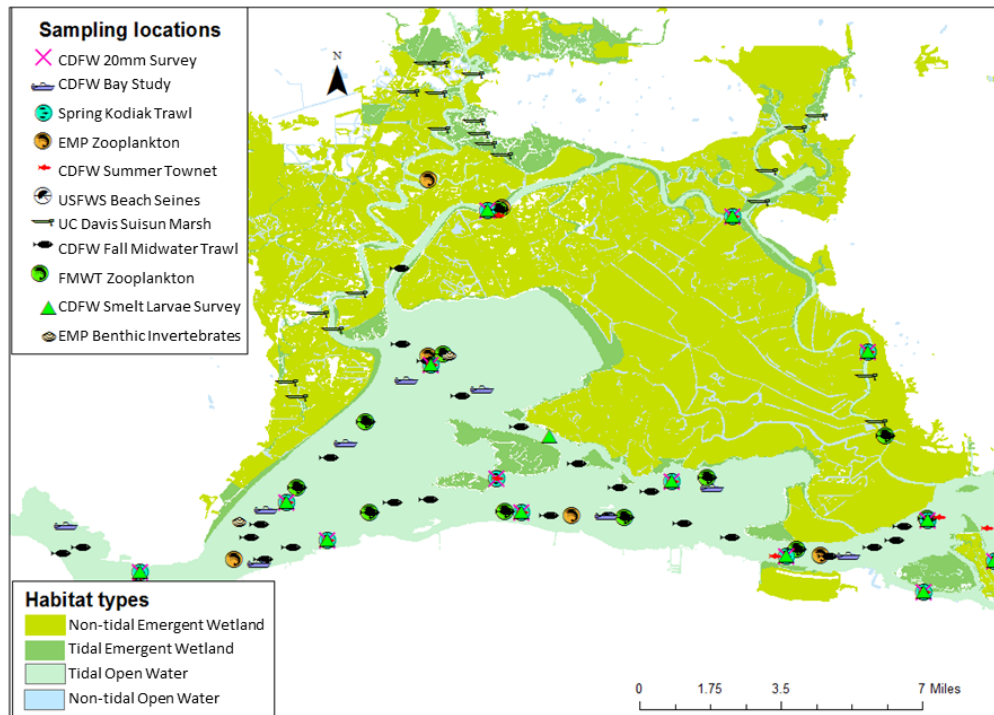 Sampling locations
CDFW 20mm Survey
CDFW Bay Study
Spring Kodiak Trawl
EMP Zooplankton
CDFW Summer Townet
USFWS Beach Seines
UC Davis Suisun Marsh
CDFW Fall Midwater Trawl
FMWT Zooplankton
CDFW Smelt Larvae Survey
EMP Benthic Invertebrates
N
Habitat types
Non-tidal Emergent Wetland
Tidal Emergent Wetland
Tidal Open Water
Non-tidal Open Water
0 1.75 3.5 7 Miles